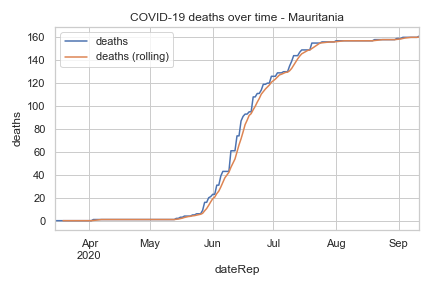 COVID-19 deaths over time - Mauritania
deaths
deaths (rolling)
160
140
120
100
80
60
40
20
0
deaths
Apr May Jun Jul Aug Sep
2020
dateRep